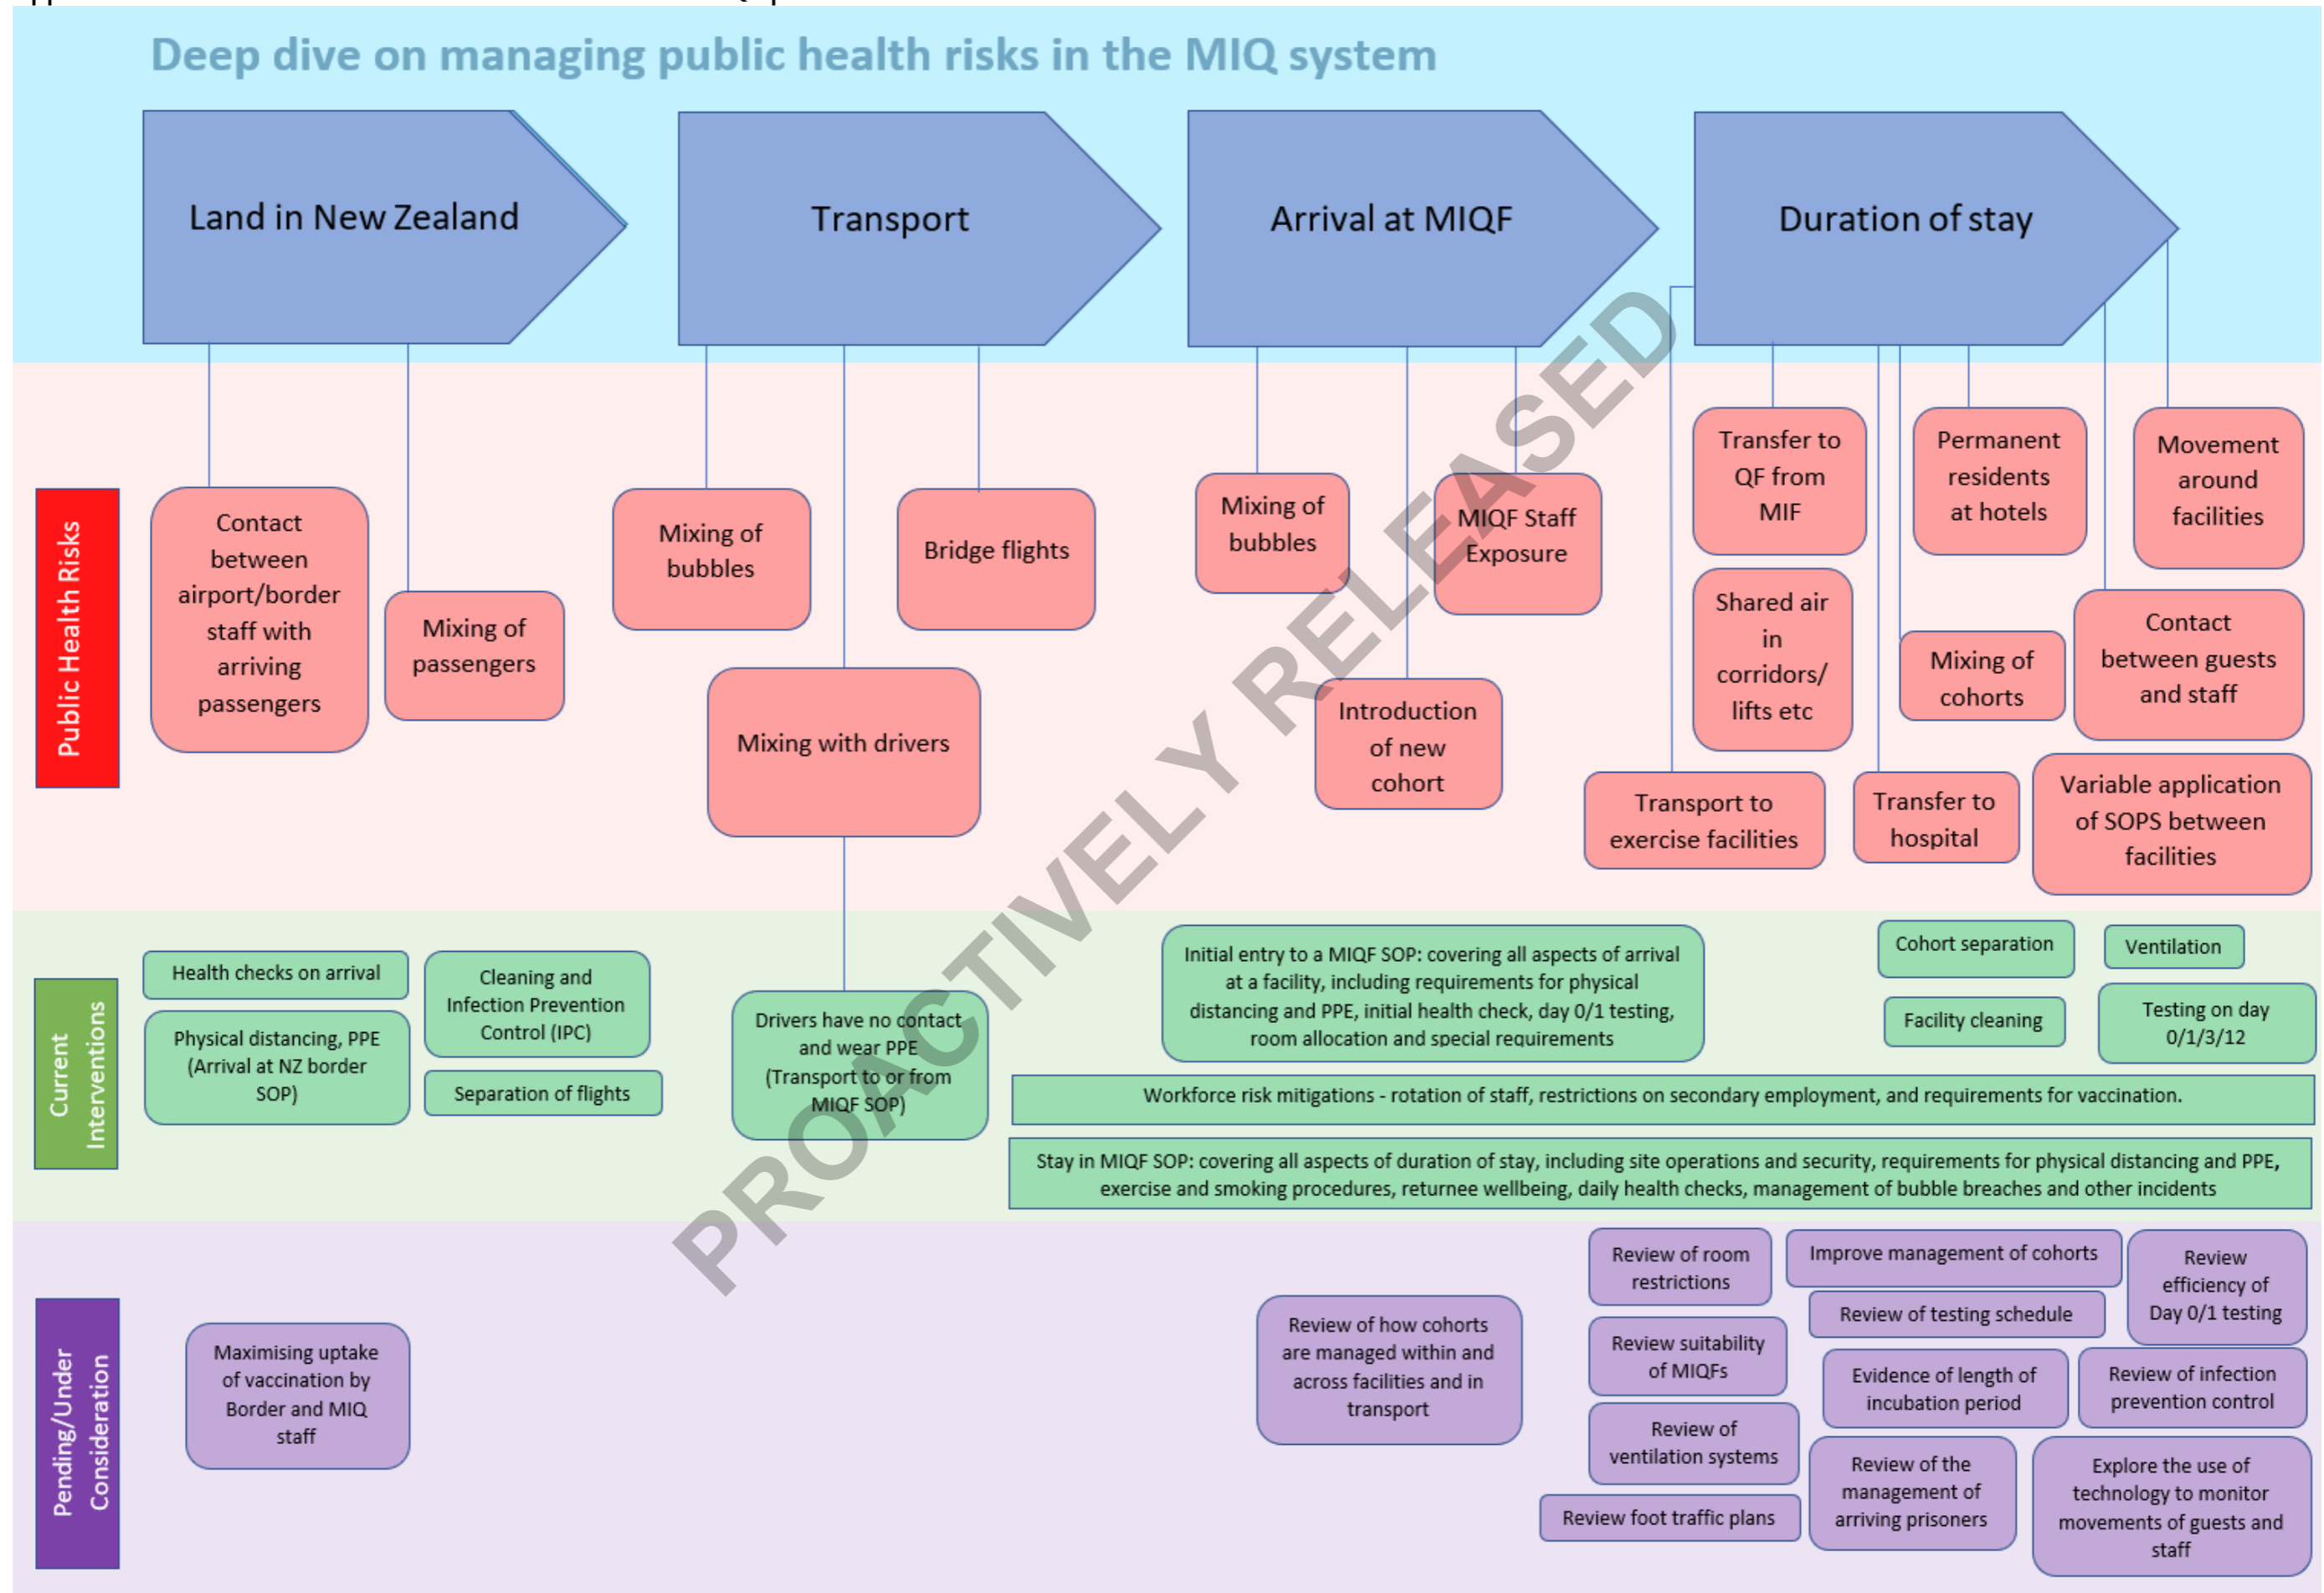 Deep dive on managing public health risks in the MIQ system
Land in New Zealand
Transport
Arrival at MIQF
Duration of stay
Public Health Risks
Contact
between
airport/border
staff with
arriving
passengers
Mixing of
passengers
Mixing of
bubbles
Bridge flights
Mixing with drivers
Mixing of
bubbles
MIQF Staff
Exposure
Introduction
of new
cohort
Transfer to
QF from
MIF
Permanent
residents
at hotels
Movement
around
facilities
Shared air
in
corridors/
lifts etc
Mixing of
cohorts
Contact
between guests
and staff
Transport to
exercise facilities
Transfer to
hospital
Variable application
of SOPS between
facilities
Current
Interventions
Health checks on arrival
Physical distancing, PPE
(Arrival at NZ border
SOP)
Cleaning and
Infection Prevention
Control (IPC)
Separation of flights
Drivers have no contact
and wear PPE
(Transport to or from
MIQF SOP)
Initial entry to a MIQF SOP: covering all aspects of arrival
at a facility, including requirements for physical
distancing and PPE, initial health check, day 0/1 testing,
room allocation and special requirements
Cohort separation
Ventilation
Facility cleaning
Testing on day
0/1/3/12
Workforce risk mitigations - rotation of staff, restrictions on secondary employment, and requirements for vaccination.
Stay in MIQF SOP: covering all aspects of duration of stay, including site operations and security, requirements for physical distancing and PPE,
exercise and smoking procedures, returnee wellbeing, daily health checks, management of bubble breaches and other incidents
Pending/Under
Consideration
Maximising uptake
of vaccination by
Border and MIQ
staff
Review of how cohorts
are managed within and
across facilities and in
transport
Review of room
restrictions
Improve management of cohorts
Review
efficiency of
Day 0/1 testing
Review of testing schedule
Review suitability
of MIQFs
Evidence of length of
incubation period
Review of infection
prevention control
Review of
ventilation systems
Review of the
management of
arriving prisoners
Explore the use of
technology to monitor
movements of guests and
staff
Review foot traffic plans
PROACTIVELY RELEASED